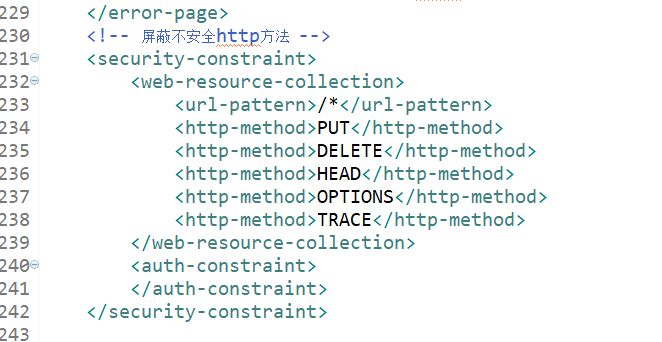 229     </error-page>
230     <!-- 屏蔽不安全http方法 -->
231     <security-constraint>
232         <web-resource-collection>
233             <url-pattern>/*</url-pattern>
234             <http-method>PUT</http-method>
235             <http-method>DELETE</http-method>
236             <http-method>HEAD</http-method>
237             <http-method>OPTIONS</http-method>
238             <http-method>TRACE</http-method>
239         </web-resource-collection>
240         <auth-constraint>
241         </auth-constraint>
242     </security-constraint>
243